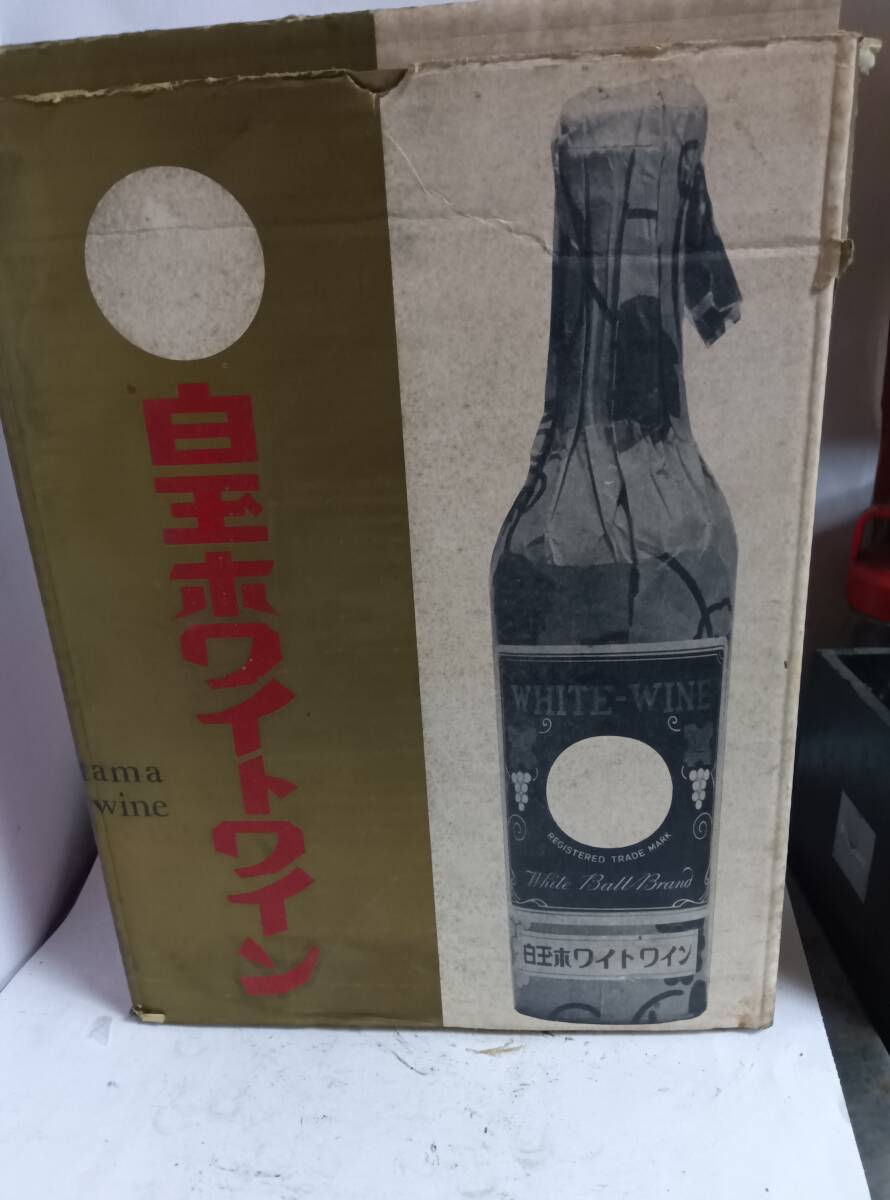 白玉ホワイトワイン
tama
wine
WHITE-WINE
REGISTERED TRADE MARK
White Ball Brand
白玉ホワイトワイン